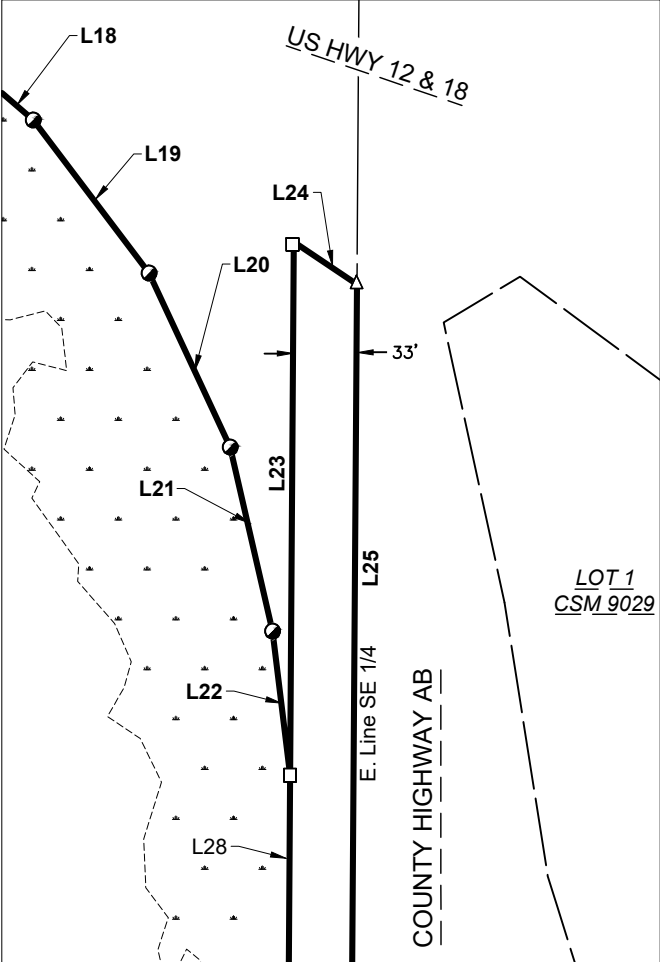 L18
US HWY 12 & 18
L19
L24
L20
33'
L23
L21
L25
LOT 1
CSM 9029
E. Line SE 1/4
L22
COUNTY HIGHWAY AB
L28